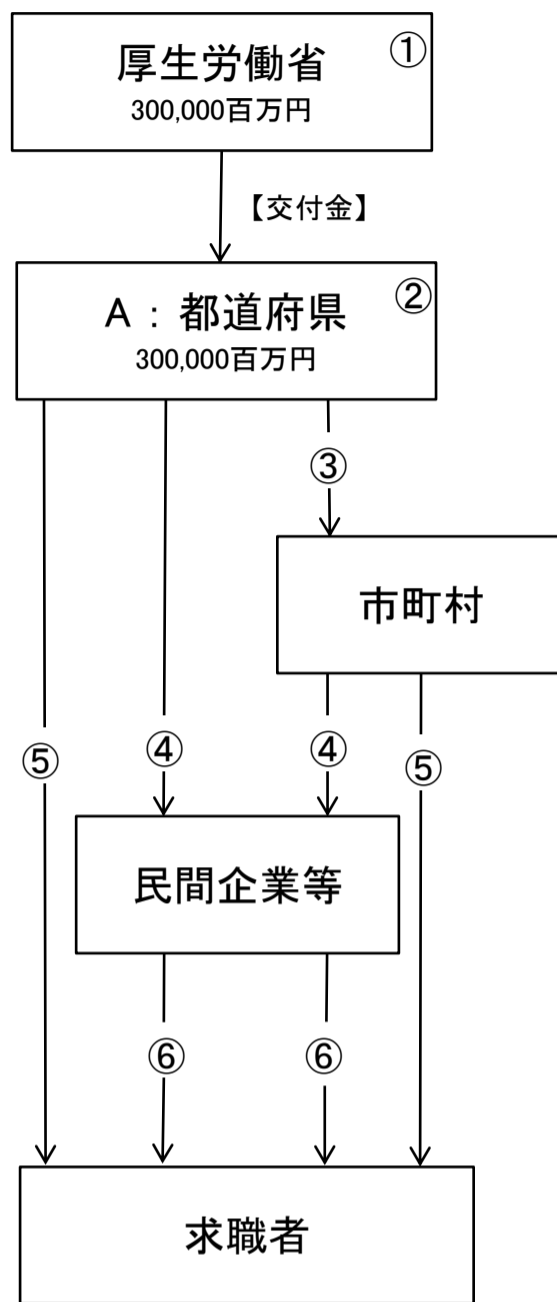 ①
厚生労働省
300,000百万円
【交付金】
②
A : 都道府県
300,000百万円
③
市町村
⑤
④
④
⑤
民間企業等
⑥
⑥
求職者